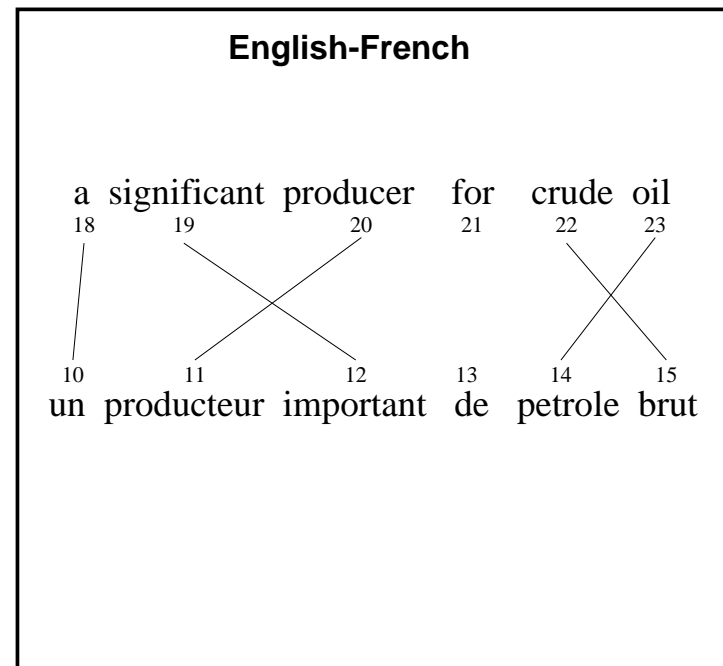 English-French
a significant producer for crude oil
18 19 20 21 22 23
10 11 12 13 14 15
un producteur important de petrole brut